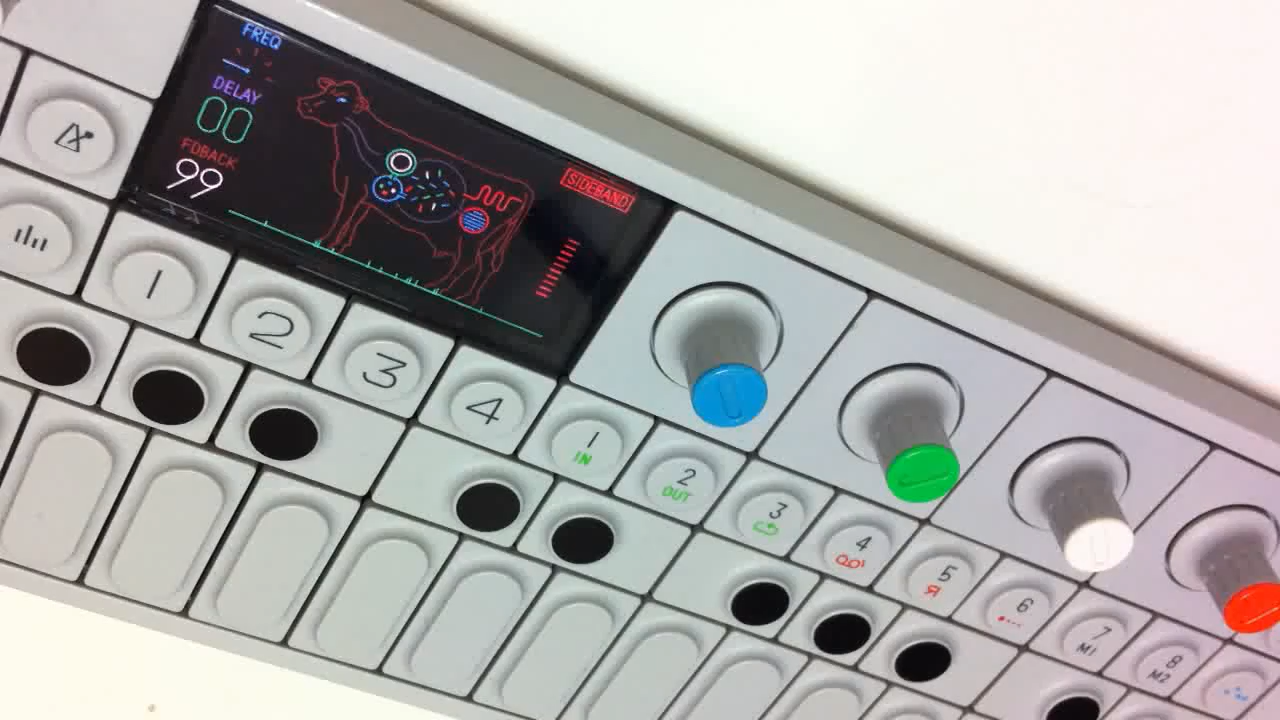 FREQ
DELAY
00
FDBACK
99
SIDEBAND
1
2
3
4
1
IN
2
OUT
3
4
5
6
7
M1
8
M2